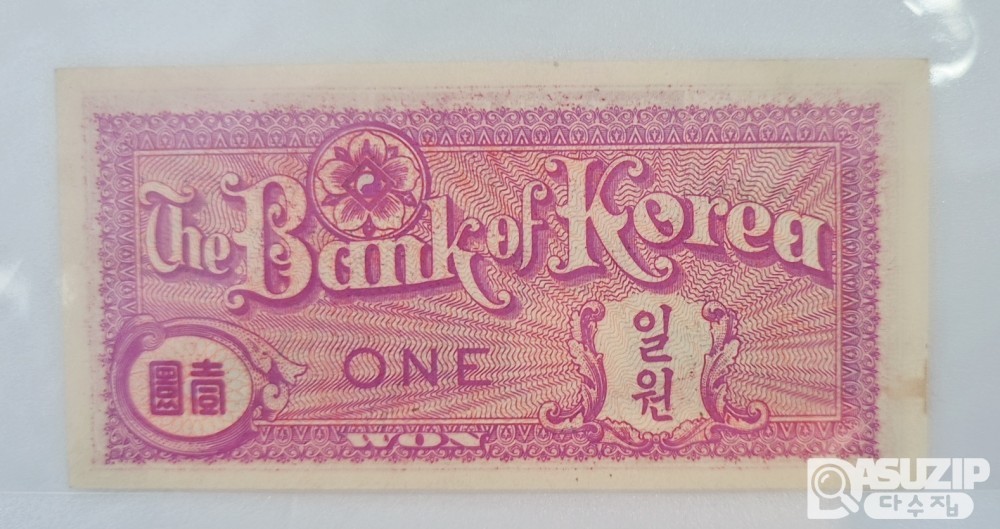 The Bank of Korea
圓壹
ONE
일
원
WON
ASUZIP
다수집